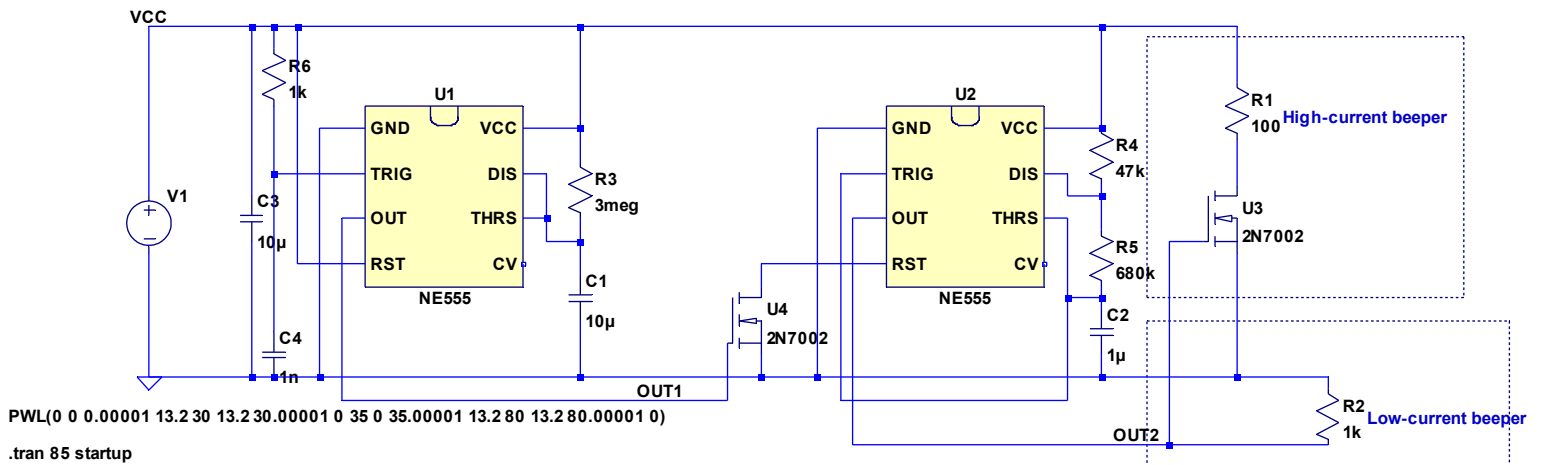 VCC
V1
C3
10µ
R6
1k
C4
1n
U1
GND
VCC
TRIG
DIS
OUT
THRS
RST
CV
NE555
R3
3meg
C1
10µ
U4
2N7002
OUT1
U2
GND
VCC
TRIG
DIS
OUT
THRS
RST
CV
NE555
R4
47k
R5
680k
C2
1µ
R1
100
High-current beeper
U3
2N7002
OUT2
R2
1k
Low-current beeper
PWL(0 0 0.00001 13.2 30 13.2 30.00001 0 35 0 35.00001 13.2 80 13.2 80.00001 0)
.tran 85 startup